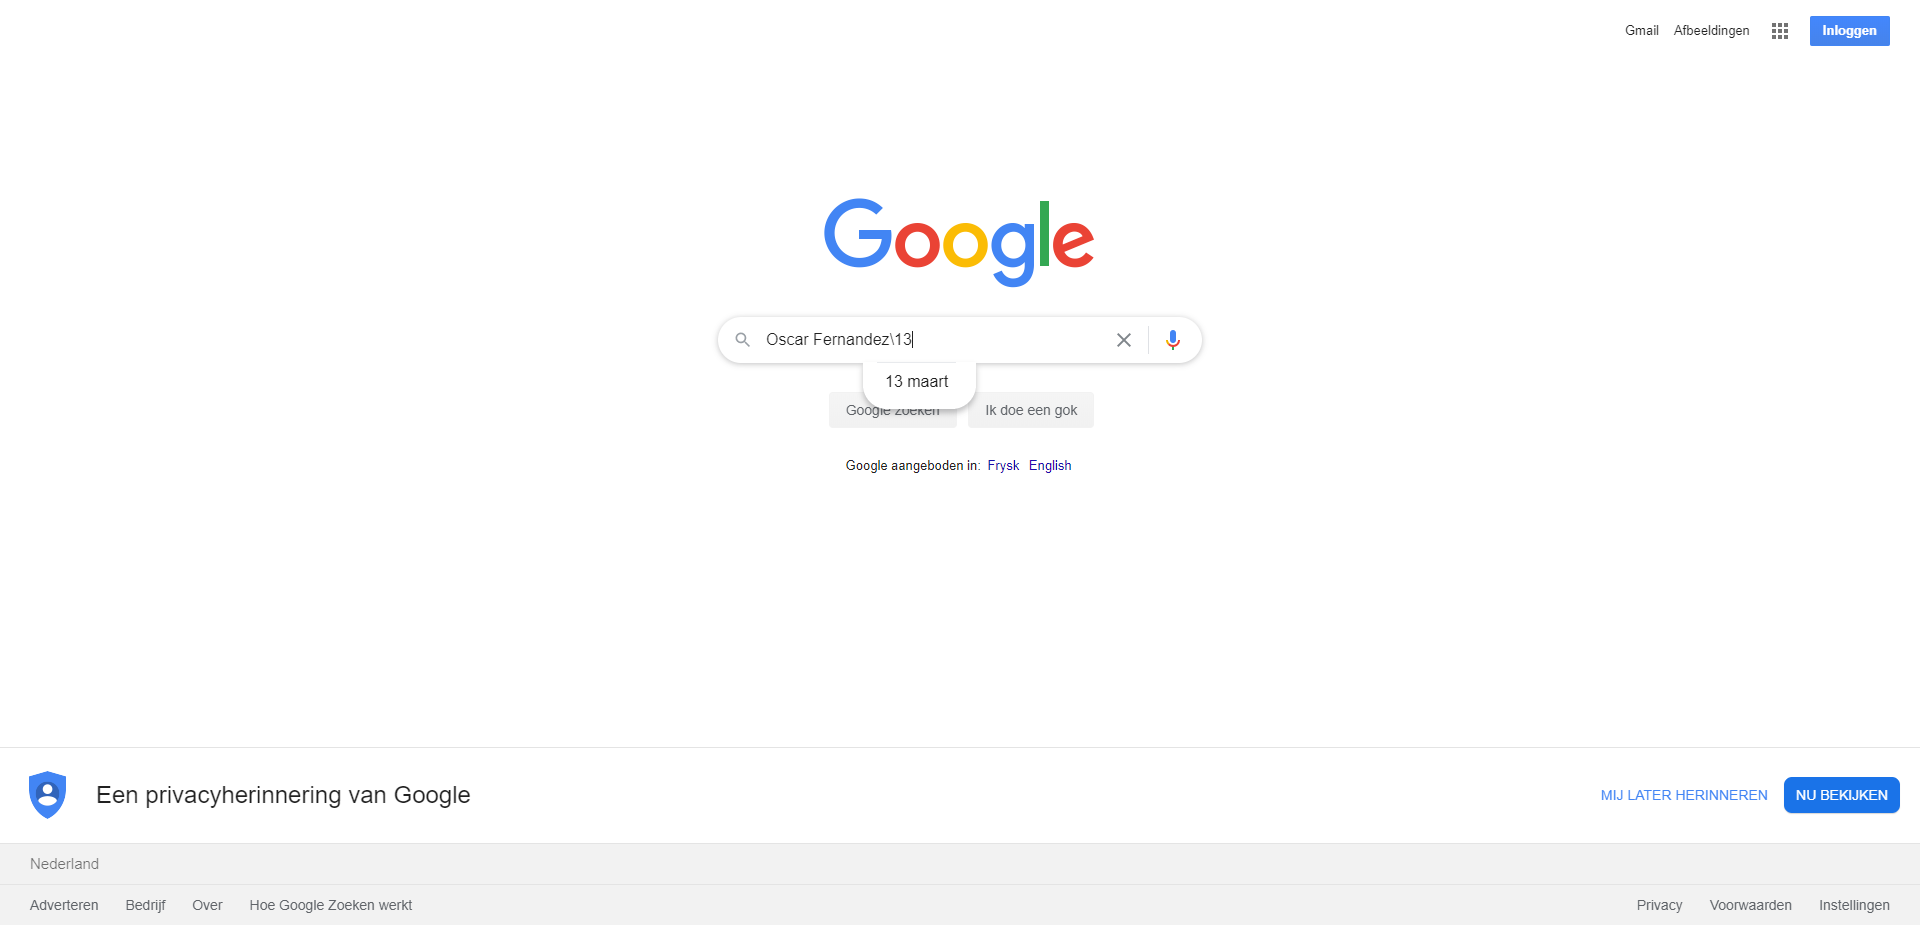 Gmail Afbeeldingen Inloggen
Google
Oscar Fernandez\13
13 maart
Google zoeken Ik doe een gok
Google aangeboden in: Frysk English
Een privacyherinnering van Google MIJ LATER HERINNEREN NU BEKIJKEN
Nederland
Adverteren Bedrijf Over Hoe Google Zoeken werkt Privacy Voorwaarden Instellingen